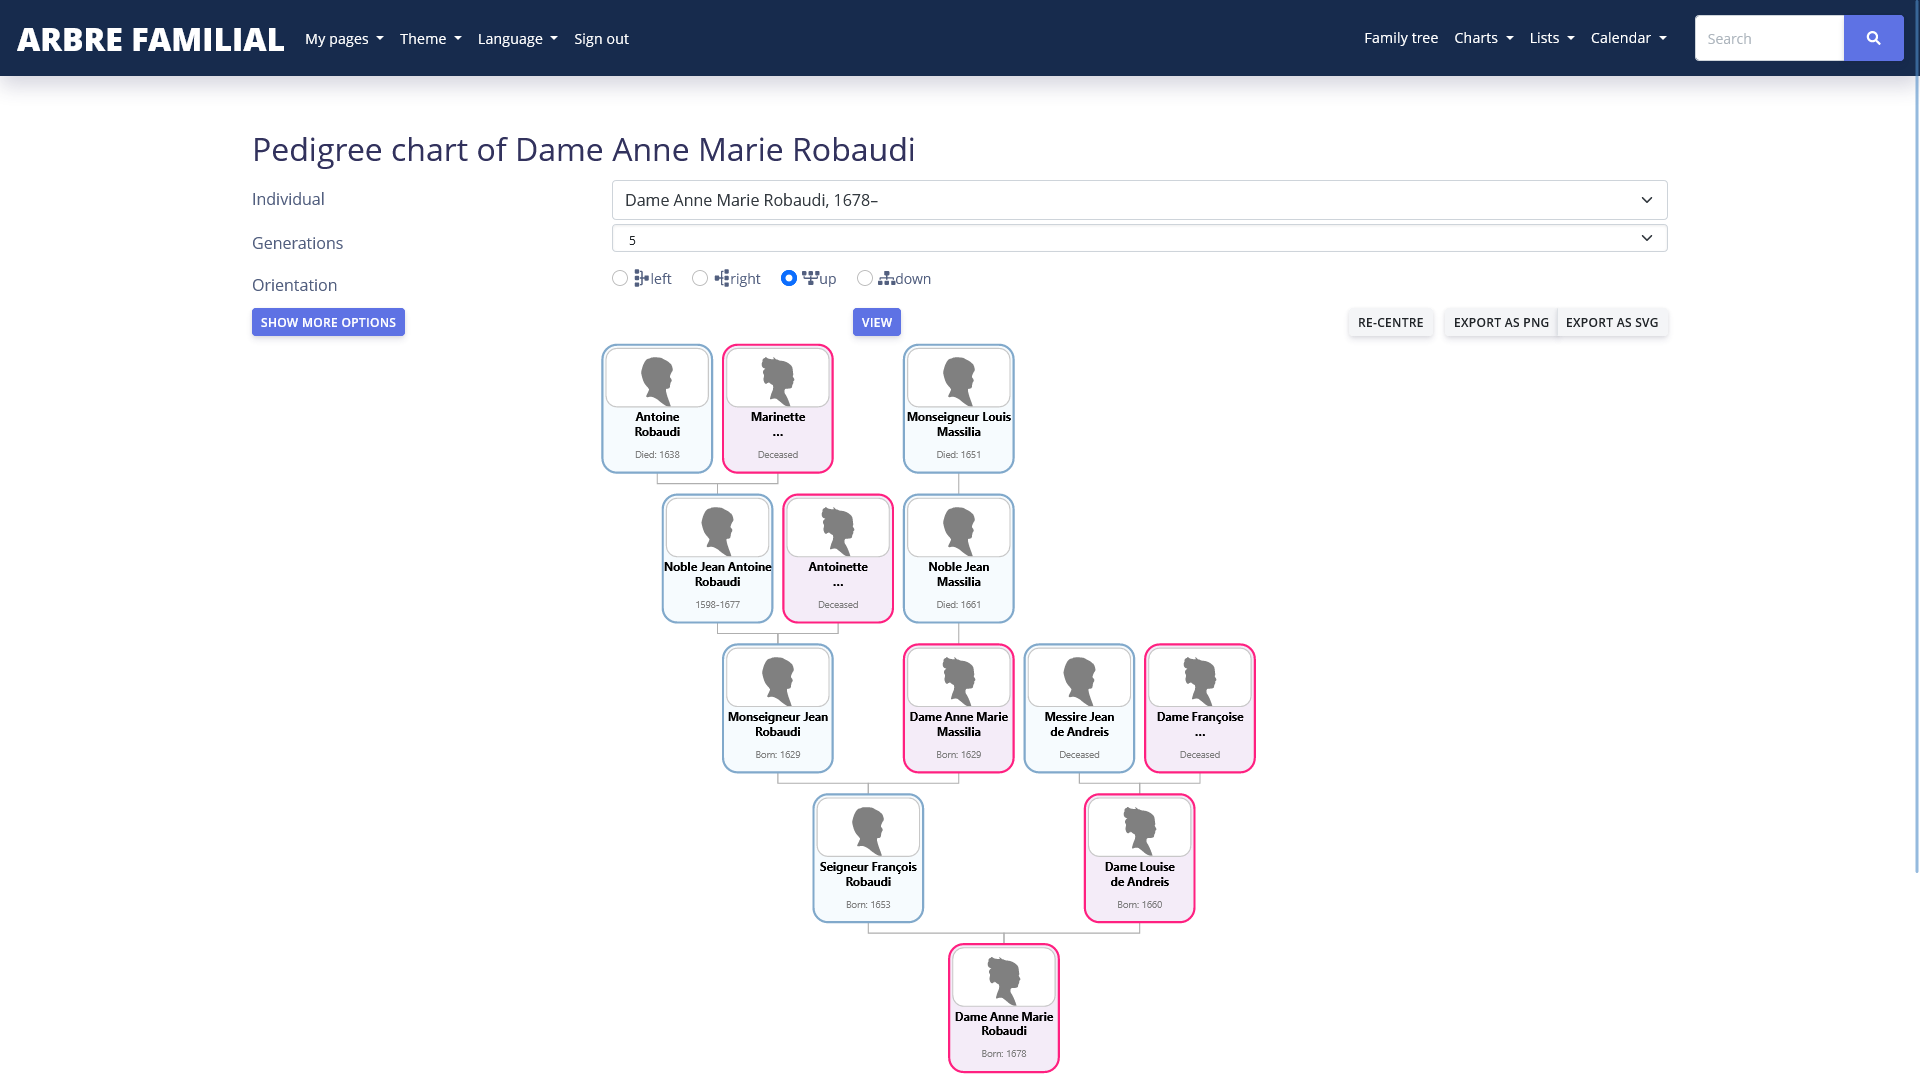 ARBRE FAMILIAL
My pages
Theme
Language
Sign out
Family tree
Charts
Lists
Calendar
Search
Pedigree chart of Dame Anne Marie Robaudi
Individual
Dame Anne Marie Robaudi, 1678–
Generations
5
Orientation
left
right
up
down
SHOW MORE OPTIONS
VIEW
RE-CENTRE
EXPORT AS PNG
EXPORT AS SVG
Antoine
Robaudi
Died: 1638
Marinette
...
Deceased
Monseigneur Louis
Massilia
Died: 1651
Noble Jean Antoine
Robaudi
1598–1677
Antoinette
...
Deceased
Noble Jean
Massilia
Died: 1661
Monseigneur Jean
Robaudi
Born: 1629
Dame Anne Marie
Massilia
Born: 1629
Messire Jean
de Andreis
Deceased
Dame Françoise
...
Deceased
Seigneur François
Robaudi
Born: 1653
Dame Louise
de Andreis
Born: 1660
Dame Anne Marie
Robaudi
Born: 1678